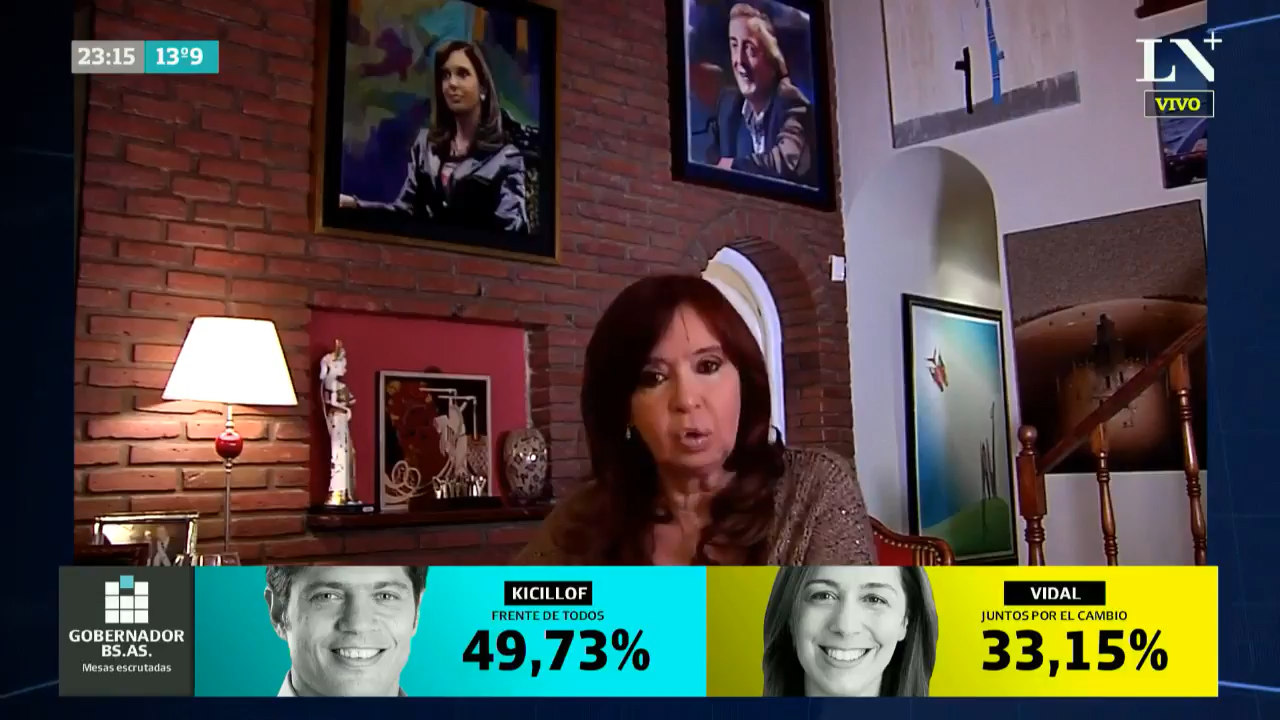 23:15 13º9
LN+
VIVO
GOBERNADOR
BS.AS.
Mesas escrutadas
KICILLOF
FRENTE DE TODOS
49,73%
VIDAL
JUNTOS POR EL CAMBIO
33,15%